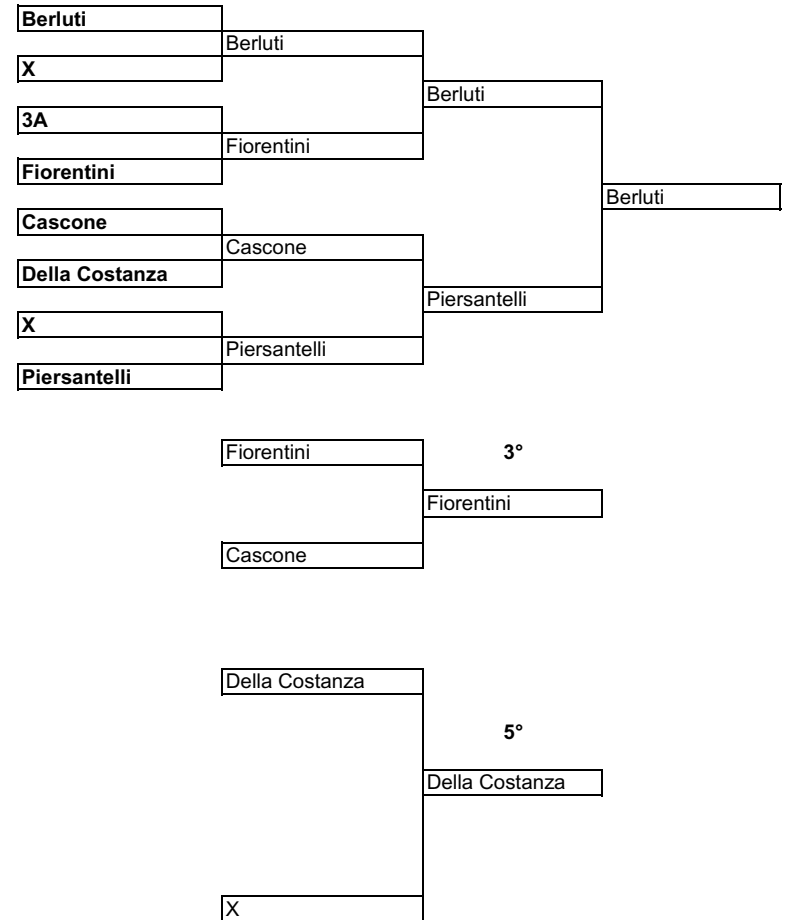 Berluti
Berluti
X
Berluti
3A
Fiorentini
Fiorentini
Berluti
Cascone
Cascone
Della Costanza
Piersantelli
X
Piersantelli
Piersantelli
Fiorentini 3°
Fiorentini
Cascone
Della Costanza
5°
Della Costanza
X